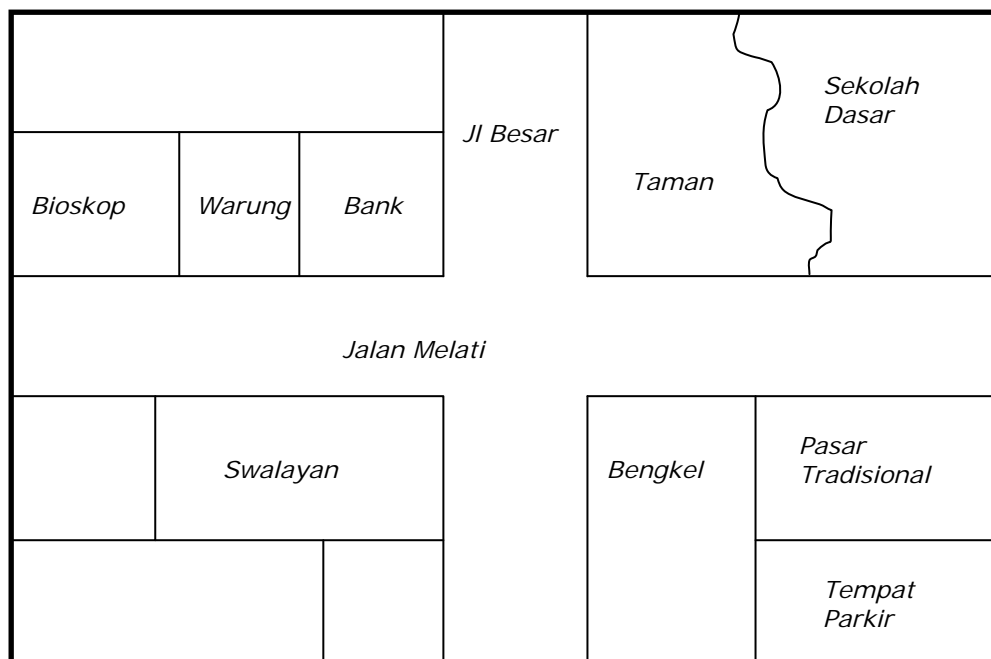 Sekolah
Dasar
Jl Besar
Taman
Bioskop
Warung
Bank
Jalan Melati
Swalayan
Bengkel
Pasar
Tradisional
Tempat
Parkir